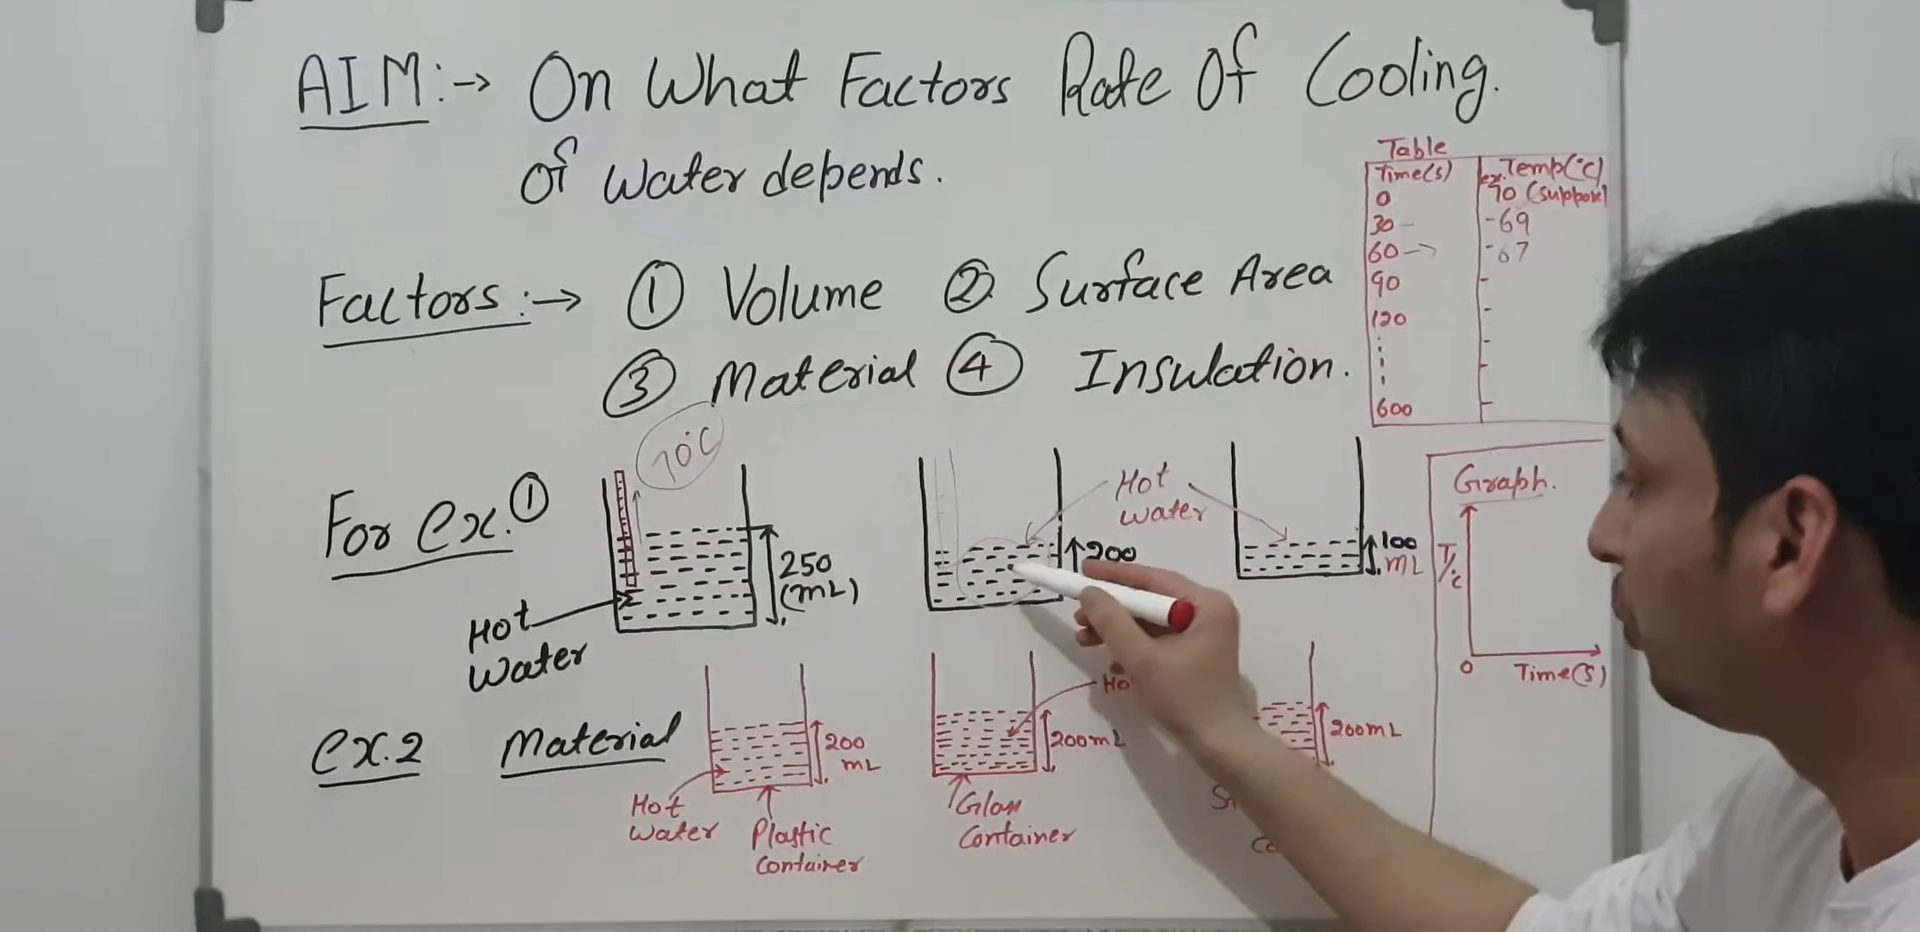 AIM:→ On What Factors Rate Of Cooling.
of water depends.
Factors:→ ① Volume ② Surface Area
③ Material ④ Insulation.
Table
Time(s) Temp(°C)
0 ex. 70 (suppose)
30 - 69
60 → - 67
90 -
120 -
600 -
70°C
For ex. ①
Hot
Water
250
(mL)
Hot
water
200
100
mL
Graph.
T/°C
0 Time(s)
ex.2 Material
200
mL
Hot
water
Plastic
Container
Ho
200mL
Glass
Container
200mL